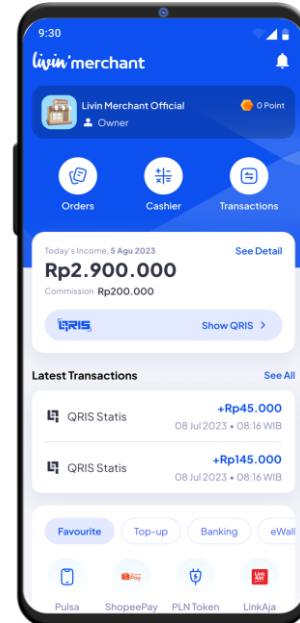 9:30
livin'merchant
Livin Merchant Official
0 Point
Owner
Orders
Cashier
Transactions
Today's Income, 5 Agu 2023
See Detail
Rp2.900.000
Commission Rp200.000
QRIS
Show QRIS >
Latest Transactions
See All
QRIS Statis
+Rp45.000
08 Jul 2023 • 08:16 WIB
QRIS Statis
+Rp145.000
08 Jul 2023 • 08:16 WIB
Favourite
Top-up
Banking
eWall
Pay
Link Aja!
Pulsa
ShopeePay
PLN Token
LinkAja